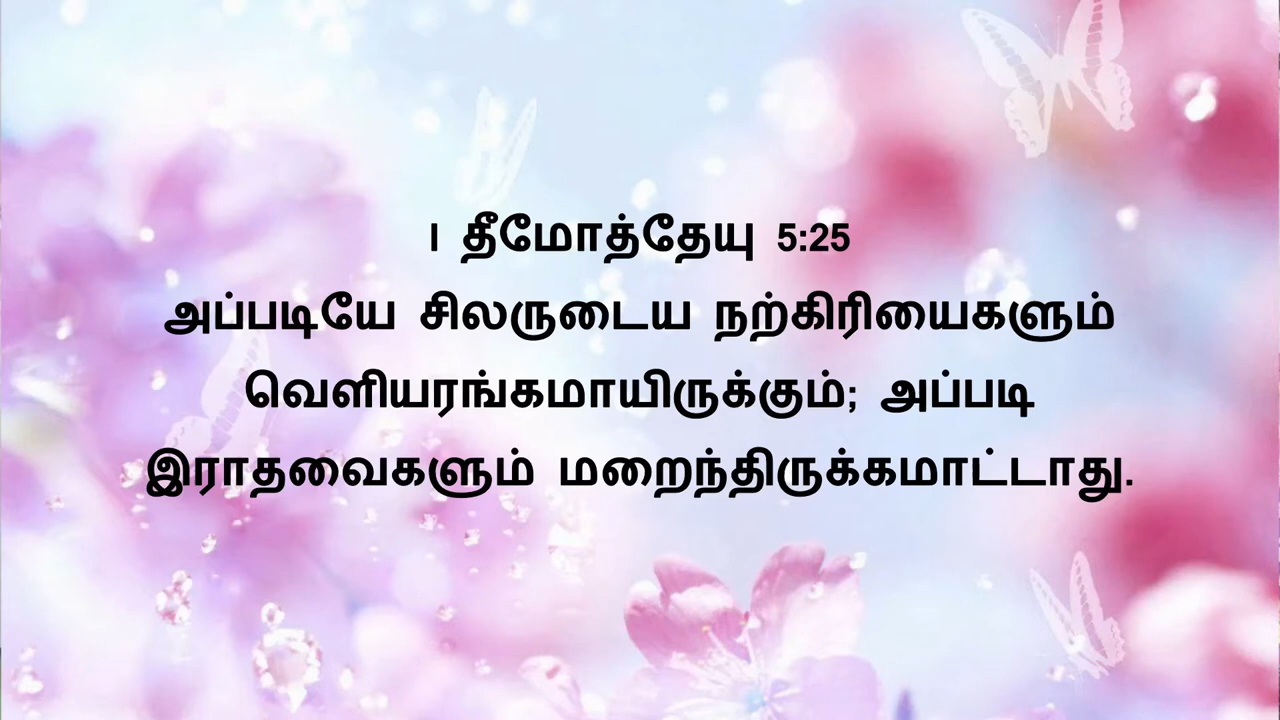 I தீமோத்தேயு 5:25
அப்படியே சிலருடைய நற்கிரியைகளும்
வெளியரங்கமாயிருக்கும்; அப்படி
இராதவைகளும் மறைந்திருக்கமாட்டாது.